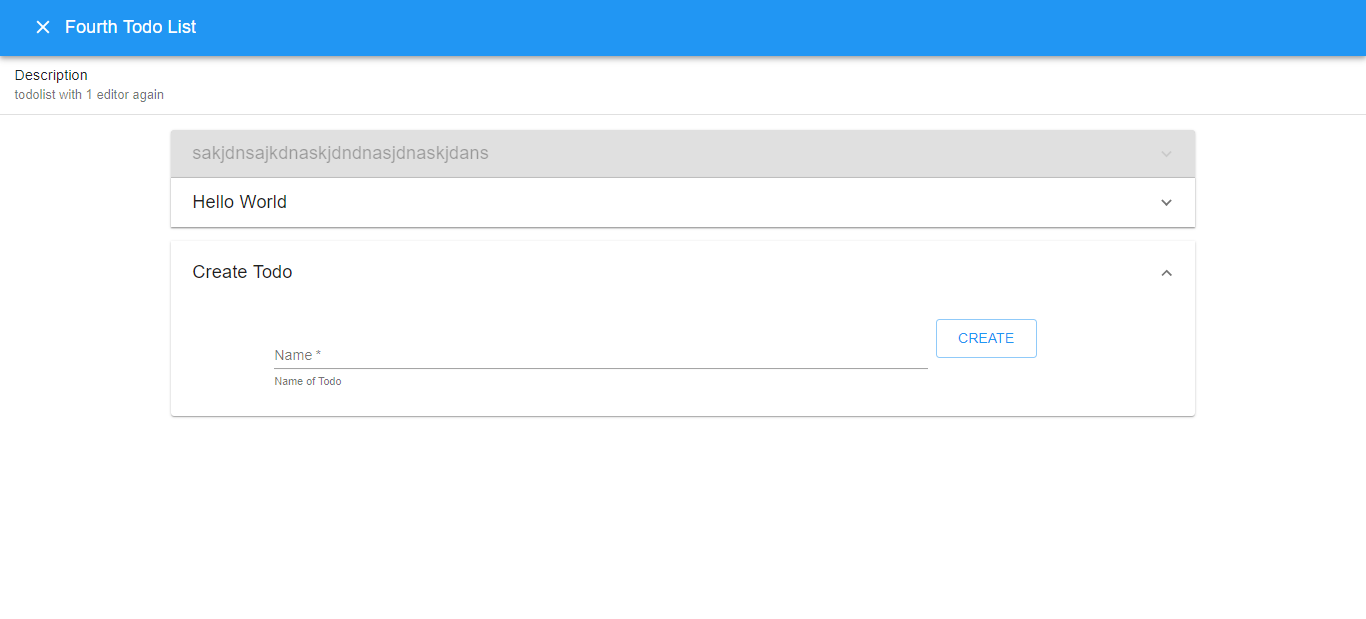 Fourth Todo List
Description
todolist with 1 editor again
sakjdnsajkdnaskjdndnasjdnaskjdans
Hello World
Create Todo
CREATE
Name *
Name of Todo